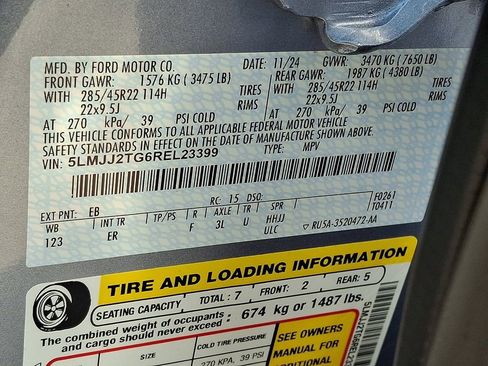 MFD. BY FORD MOTOR CO. 11/24 GVWR: 3470 KG (7650 LB)
FRONT GAWR: 1576 KG (3475 LB) REAR GAWR: 1987 KG (4380 LB)
WITH 285/45R22 114H TIRES WITH 285/45R22 114H TIRES
22x9.5J RIMS 22x9.5J RIMS
AT 270 kPa/ 39 PSI COLD AT 270 kPa/ 39 PSI COLD
THIS VEHICLE CONFORMS TO ALL APPLICABLE FEDERAL MOTOR VEHICLE
SAFETY STANDARDS IN EFFECT ON THE DATE OF MANUFACTURE SHOWN ABOVE.
VIN: 5LMJJ2TG6REL23399 TYPE: MPV
F0261
T0411
EXT PNT: EB RC: 15 DSO:
WB INT TR TP/PS R AXLE TR SPR
123 ER F 3L U HHJJ
ULC ▽ RU5A-3520472-AA
TIRE AND LOADING INFORMATION
SEATING CAPACITY TOTAL: 7 FRONT: 2 REAR: 5
The combined weight of occupants
and cargo should never exceed: 674 kg or 1487 lbs.
SIZE COLD TIRE PRESSURE
270 KPA, 39 PSI
SEE OWNERS
MANUAL FOR
ADDITIONAL